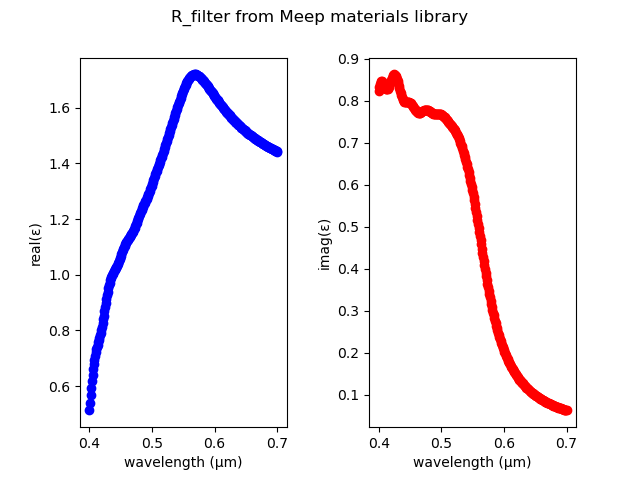 R_filter from Meep materials library
real(ε)
1.6
1.4
1.2
1.0
0.8
0.6
0.4 0.5 0.6 0.7
wavelength (μm)
imag(ε)
0.9
0.8
0.7
0.6
0.5
0.4
0.3
0.2
0.1
0.4 0.5 0.6 0.7
wavelength (μm)